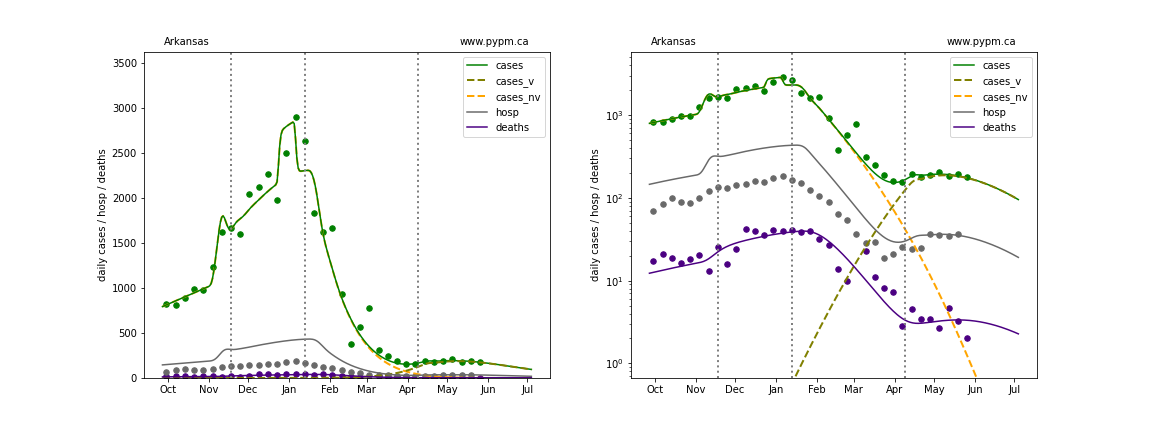 Arkansas www.pypm.ca
3500
3000
2500
2000
1500
1000
500
0
daily cases / hosp / deaths
cases
cases_v
cases_nv
hosp
deaths
Oct Nov Dec Jan Feb Mar Apr May Jun Jul
Arkansas www.pypm.ca
10³
10²
10¹
10⁰
daily cases / hosp / deaths
cases
cases_v
cases_nv
hosp
deaths
Oct Nov Dec Jan Feb Mar Apr May Jun Jul